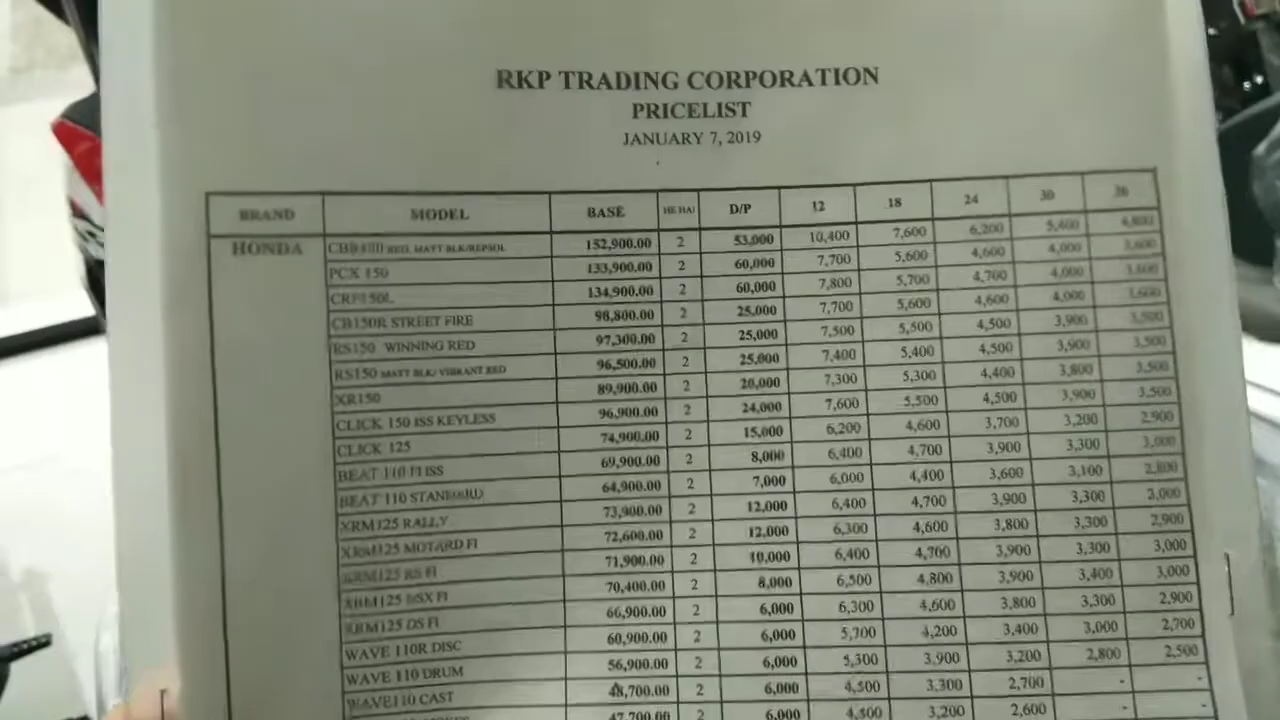 RKP TRADING CORPORATION
PRICELIST
JANUARY 7, 2019
BRAND MODEL BASE D/P 12 18 24 30 36
HONDA RED, MATT BLK/REPSOL 152,900.00 2 53,000 10,400 7,600 6,200 5,400 4,800
PCX 150 133,900.00 2 60,000 7,700 5,600 4,600 4,000 3,600
CRF150L 134,900.00 2 60,000 7,800 5,700 4,700 4,000 3,600
CB150R STREET FIRE 98,800.00 2 25,000 7,700 5,600 4,600 4,000 3,600
RS150 WINNING RED 97,300.00 2 25,000 7,500 5,500 4,500 3,900 3,500
RS150 MATT BLK/ VIBRANT RED 96,500.00 2 25,000 7,400 5,400 4,500 3,900 3,500
XR150 89,900.00 2 20,000 7,300 5,300 4,400 3,800 3,500
CLICK 150 ISS KEYLESS 96,900.00 2 24,000 7,600 5,500 4,500 3,900 3,500
CLICK 125 74,900.00 2 15,000 6,200 4,600 3,700 3,200 2,900
BEAT 110 FI ISS 69,900.00 2 8,000 6,400 4,700 3,900 3,300 3,000
BEAT 110 STANDARD 64,900.00 2 7,000 6,000 4,400 3,600 3,100 2,800
XRM125 RALLY 73,900.00 2 12,000 6,400 4,700 3,900 3,300 3,000
XRM125 MOTARD FI 72,600.00 2 12,000 6,300 4,600 3,800 3,300 2,900
XRM125 RS FI 71,900.00 2 10,000 6,400 4,700 3,900 3,300 3,000
XRM125 DSX FI 70,400.00 2 8,000 6,500 4,800 3,900 3,400 3,000
XRM125 DS FI 66,900.00 2 6,000 6,300 4,600 3,800 3,300 2,900
WAVE 110R DISC 60,900.00 2 6,000 5,700 4,200 3,400 3,000 2,700
WAVE 110 DRUM 56,900.00 2 6,000 5,300 3,900 3,200 2,800 2,500
WAVE110 CAST 48,700.00 2 6,000 4,500 3,300 2,700 - -
47,700.00 2 6,000 4,500 3,200 2,600 - -